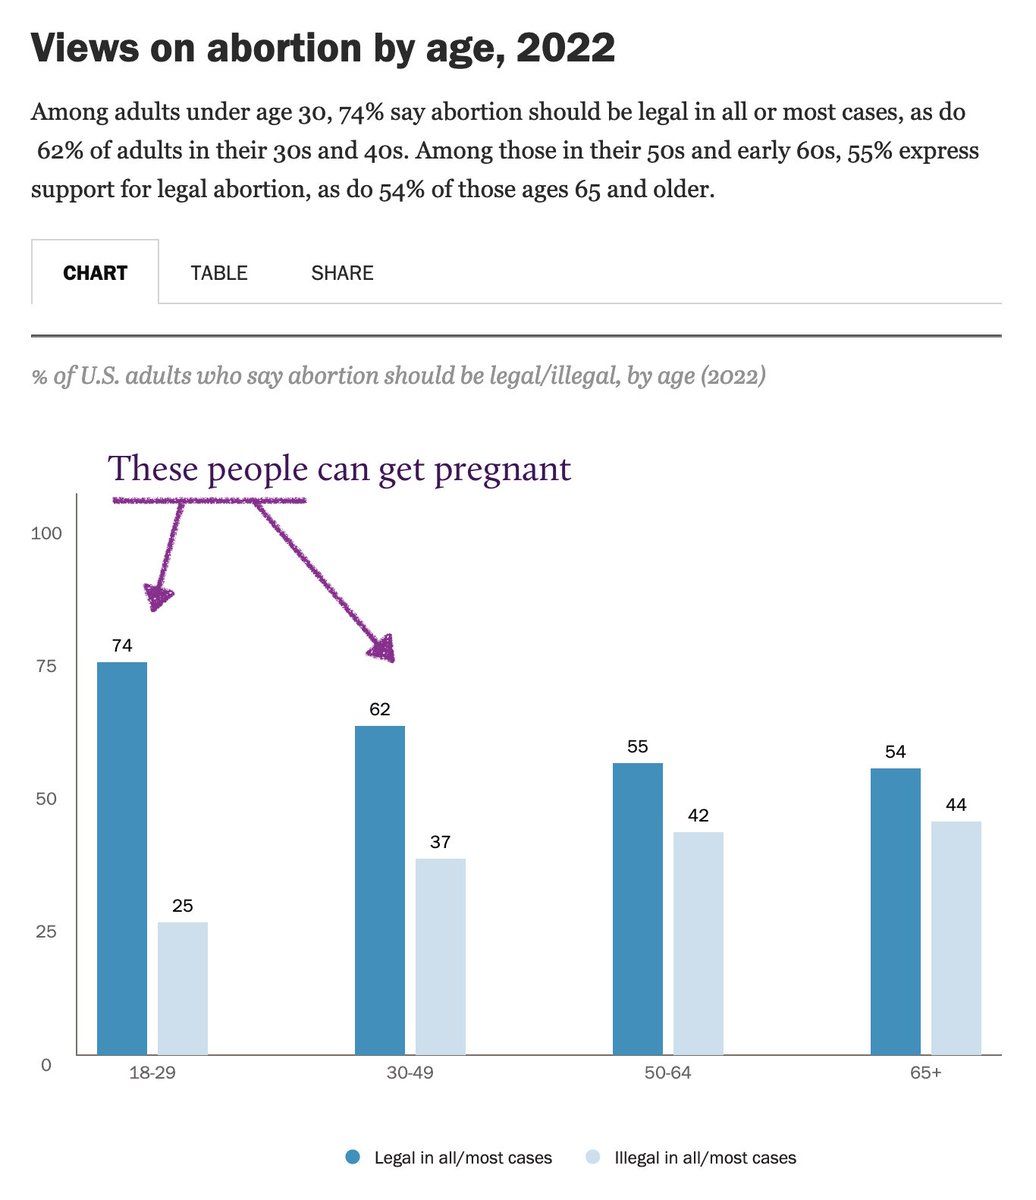 Views on abortion by age, 2022
Among adults under age 30, 74% say abortion should be legal in all or most cases, as do
62% of adults in their 30s and 40s. Among those in their 50s and early 60s, 55% express
support for legal abortion, as do 54% of those ages 65 and older.
CHART TABLE SHARE
% of U.S. adults who say abortion should be legal/illegal, by age (2022)
These people can get pregnant
100
75
50
25
0
74
25
62
37
55
42
54
44
18-29 30-49 50-64 65+
Legal in all/most cases Illegal in all/most cases